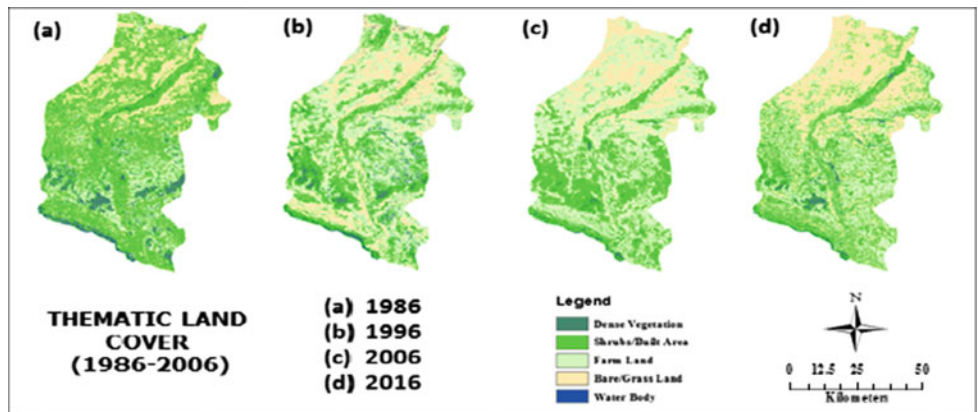 (a)
(b)
(c)
(d)
THEMATIC LAND
COVER
(1986-2006)
(a) 1986
(b) 1996
(c) 2006
(d) 2016
Legend
Dense Vegetation
Shrubs/Built Area
Farm Land
Bare/Grass Land
Water Body
N
0 12.5 25 50
Kilometers